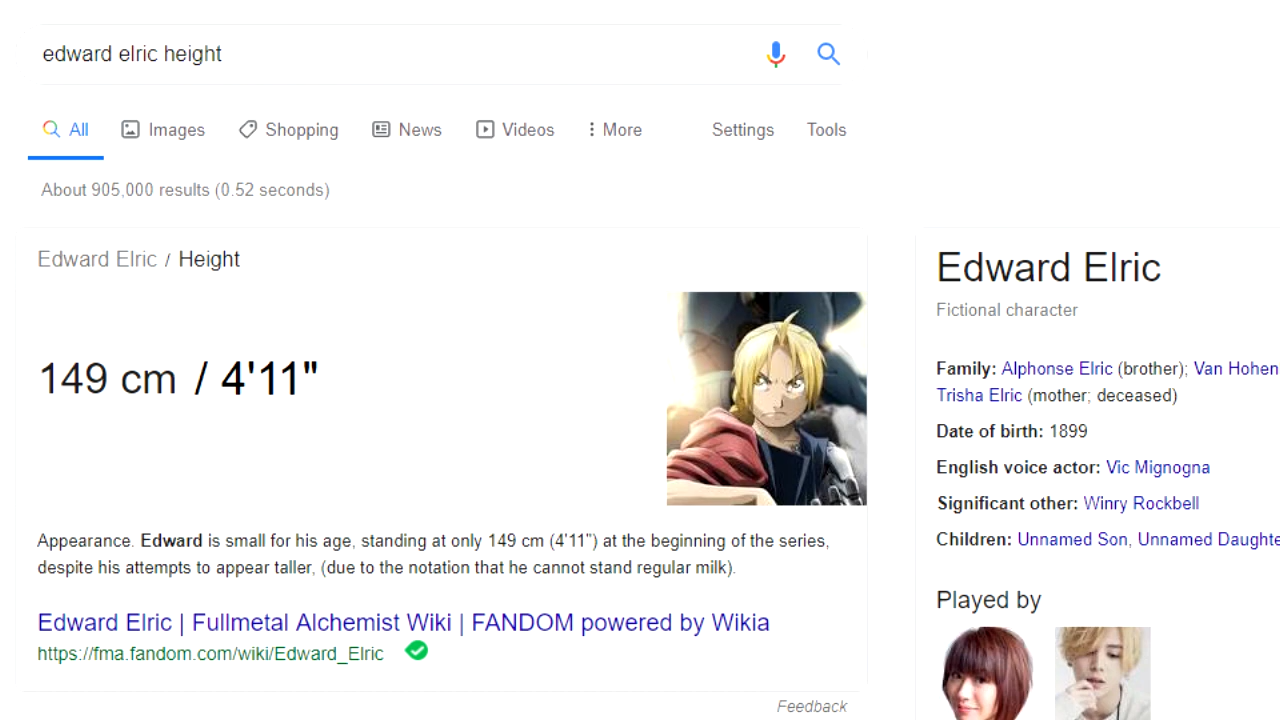 edward elric height
All Images Shopping News Videos More Settings Tools
About 905,000 results (0.52 seconds)
Edward Elric / Height
149 cm / 4'11"
Appearance. Edward is small for his age, standing at only 149 cm (4'11") at the beginning of the series,
despite his attempts to appear taller, (due to the notation that he cannot stand regular milk).
Edward Elric | Fullmetal Alchemist Wiki | FANDOM powered by Wikia
https://fma.fandom.com/wiki/Edward_Elric
Feedback
Edward Elric
Fictional character
Family: Alphonse Elric (brother); Van Hohen
Trisha Elric (mother; deceased)
Date of birth: 1899
English voice actor: Vic Mignogna
Significant other: Winry Rockbell
Children: Unnamed Son, Unnamed Daughte
Played by